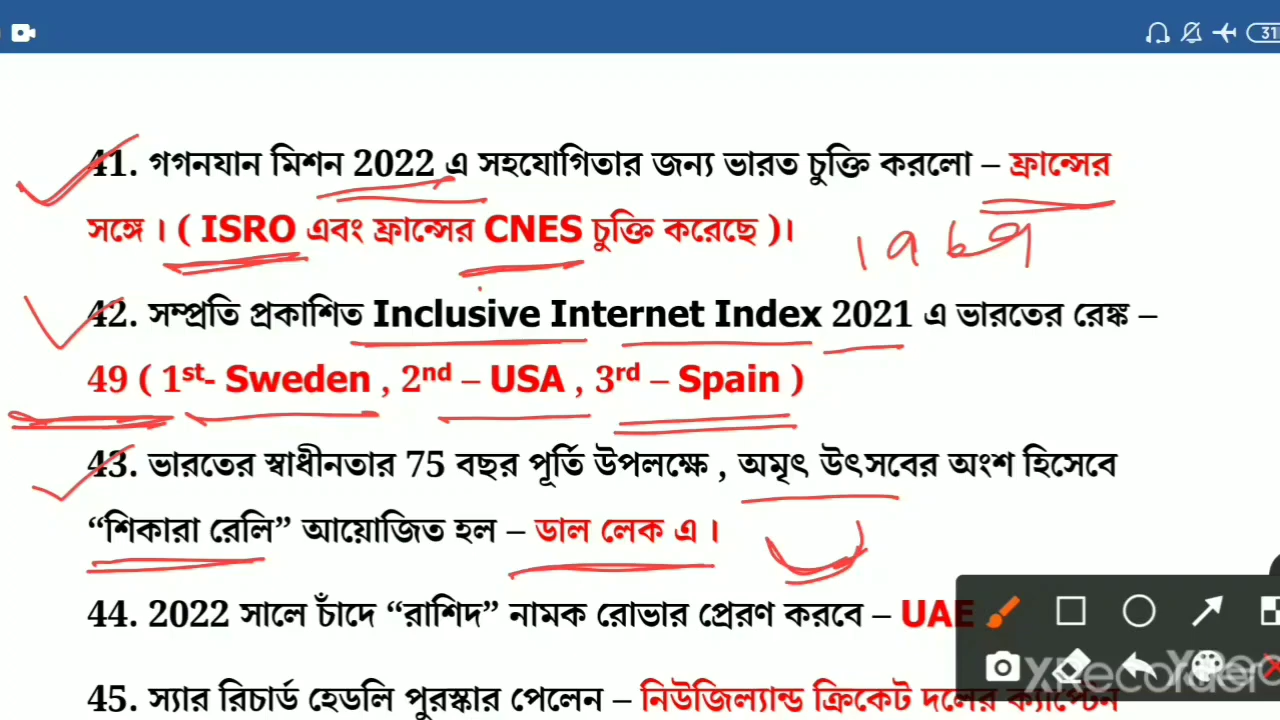 31
41. গগনযান মিশন 2022 এ সহযোগিতার জন্য ভারত চুক্তি করলো – ফ্রান্সের
সঙ্গে । ( ISRO এবং ফ্রান্সের CNES চুক্তি করেছে )।
42. সম্প্রতি প্রকাশিত Inclusive Internet Index 2021 এ ভারতের রেঙ্ক –
49 ( 1st- Sweden , 2nd – USA , 3rd – Spain )
43. ভারতের স্বাধীনতার 75 বছর পূর্তি উপলক্ষে , অমৃৎ উৎসবের অংশ হিসেবে
“শিকারা রেলি” আয়োজিত হল – ডাল লেক এ ।
44. 2022 সালে চাঁদে “রাশিদ” নামক রোভার প্রেরণ করবে – UAE
45. স্যার রিচার্ড হেডলি পুরস্কার পেলেন – নিউজিল্যান্ড ক্রিকেট দলের ক্যাপ্টেন
XRecorder